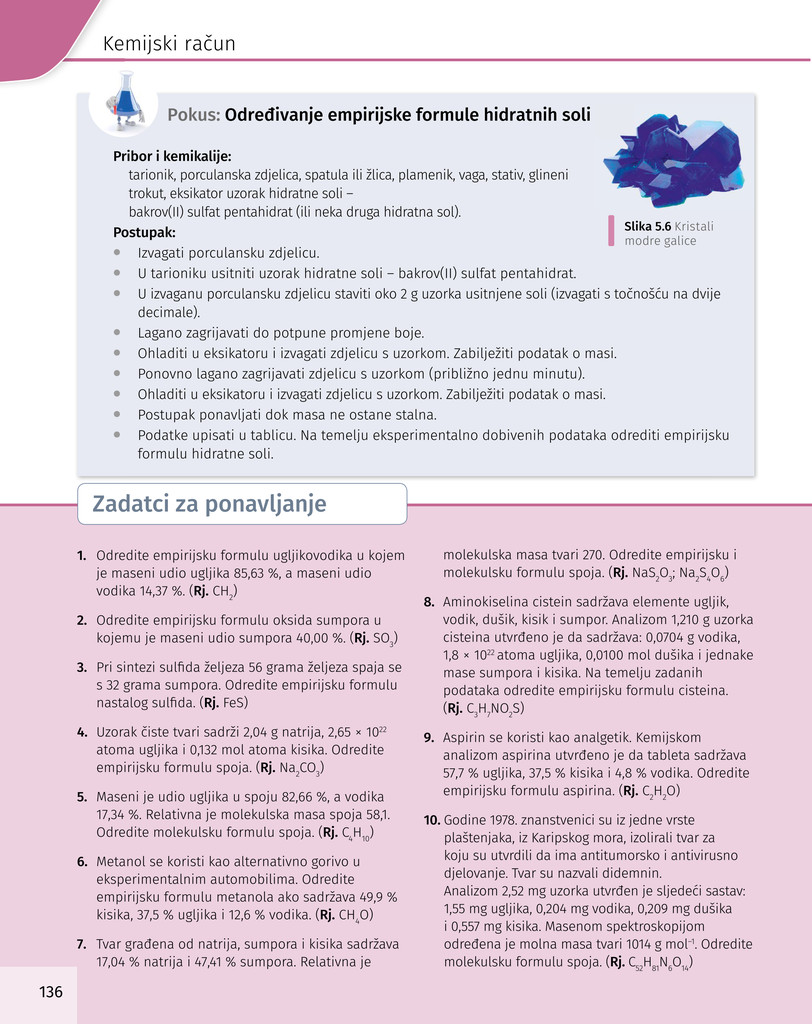 Kemijski račun
Pokus: Određivanje empirijske formule hidratnih soli
Pribor i kemikalije:
tarionik, porculanska zdjelica, spatula ili žlica, plamenik, vaga, stativ, glineni
trokut, eksikator uzorak hidratne soli –
bakrov(II) sulfat pentahidrat (ili neka druga hidratna sol).
Slika 5.6 Kristali
modre galice
Postupak:
• Izvagati porculansku zdjelicu.
• U tarioniku usitniti uzorak hidratne soli – bakrov(II) sulfat pentahidrat.
• U izvaganu porculansku zdjelicu staviti oko 2 g uzorka usitnjene soli (izvagati s točnošću na dvije
decimale).
• Lagano zagrijavati do potpune promjene boje.
• Ohladiti u eksikatoru i izvagati zdjelicu s uzorkom. Zabilježiti podatak o masi.
• Ponovno lagano zagrijavati zdjelicu s uzorkom (približno jednu minutu).
• Ohladiti u eksikatoru i izvagati zdjelicu s uzorkom. Zabilježiti podatak o masi.
• Postupak ponavljati dok masa ne ostane stalna.
• Podatke upisati u tablicu. Na temelju eksperimentalno dobivenih podataka odrediti empirijsku
formulu hidratne soli.
Zadatci za ponavljanje
1. Odredite empirijsku formulu ugljikovodika u kojem
je maseni udio ugljika 85,63 %, a maseni udio
vodika 14,37 %. (Rj. CH₂)
2. Odredite empirijsku formulu oksida sumpora u
kojemu je maseni udio sumpora 40,00 %. (Rj. SO₃)
3. Pri sintezi sulfida željeza 56 grama željeza spaja se
s 32 grama sumpora. Odredite empirijsku formulu
nastalog sulfida. (Rj. FeS)
4. Uzorak čiste tvari sadrži 2,04 g natrija, 2,65 × 10²²
atoma ugljika i 0,132 mol atoma kisika. Odredite
empirijsku formulu spoja. (Rj. Na₂CO₃)
5. Maseni je udio ugljika u spoju 82,66 %, a vodika
17,34 %. Relativna je molekulska masa spoja 58,1.
Odredite molekulsku formulu spoja. (Rj. C₄H₁₀)
6. Metanol se koristi kao alternativno gorivo u
eksperimentalnim automobilima. Odredite
empirijsku formulu metanola ako sadržava 49,9 %
kisika, 37,5 % ugljika i 12,6 % vodika. (Rj. CH₄O)
7. Tvar građena od natrija, sumpora i kisika sadržava
17,04 % natrija i 47,41 % sumpora. Relativna je
molekulska masa tvari 270. Odredite empirijsku i
molekulsku formulu spoja. (Rj. NaS₂O₃; Na₂S₄O₆)
8. Aminokiselina cistein sadržava elemente ugljik,
vodik, dušik, kisik i sumpor. Analizom 1,210 g uzorka
cisteina utvrđeno je da sadržava: 0,0704 g vodika,
1,8 × 10²² atoma ugljika, 0,0100 mol dušika i jednake
mase sumpora i kisika. Na temelju zadanih
podataka odredite empirijsku formulu cisteina.
(Rj. C₃H₇NO₂S)
9. Aspirin se koristi kao analgetik. Kemijskom
analizom aspirina utvrđeno je da tableta sadržava
57,7 % ugljika, 37,5 % kisika i 4,8 % vodika. Odredite
empirijsku formulu aspirina. (Rj. C₂H₂O)
10. Godine 1978. znanstvenici su iz jedne vrste
plaštenjaka, iz Karipskog mora, izolirali tvar za
koju su utvrdili da ima antitumorsko i antivirusno
djelovanje. Tvar su nazvali didemnin.
Analizom 2,52 mg uzorka utvrđen je sljedeći sastav:
1,55 mg ugljika, 0,204 mg vodika, 0,209 mg dušika
i 0,557 mg kisika. Masenom spektroskopijom
određena je molna masa tvari 1014 g mol⁻¹. Odredite
molekulsku formulu spoja. (Rj. C₅₂H₈₁N₆O₁₄)
136